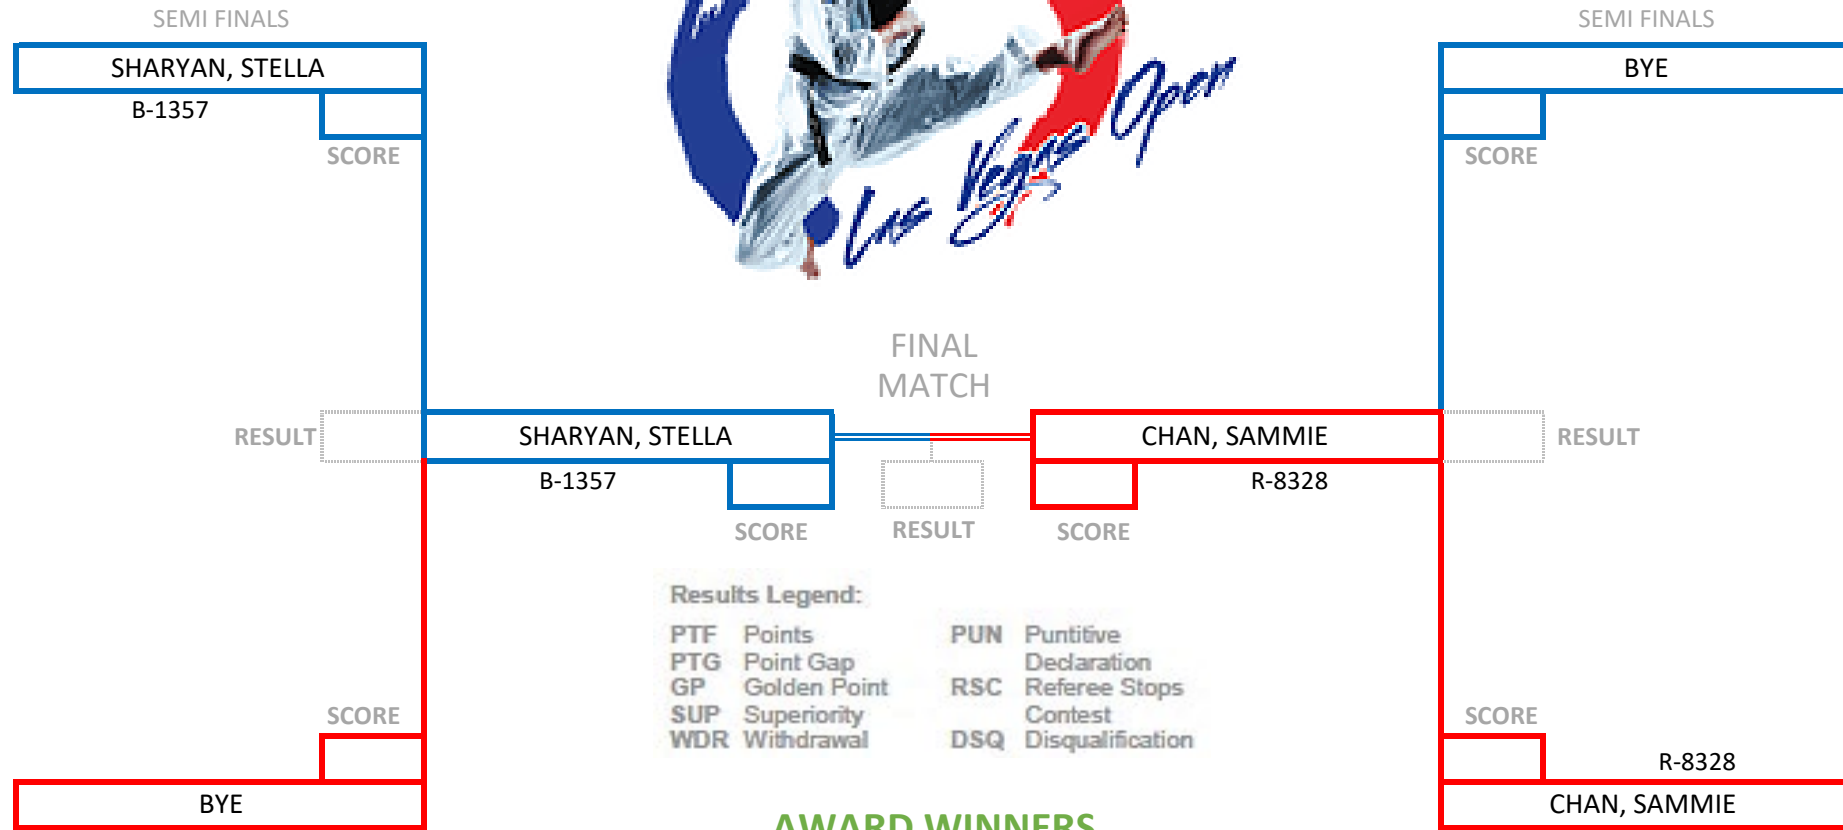 SEMI FINALS
SEMI FINALS
SHARYAN, STELLA
BYE
B-1357
SCORE
SCORE
Las Vegas Open
FINAL
MATCH
RESULT
SHARYAN, STELLA
CHAN, SAMMIE
RESULT
B-1357
R-8328
SCORE
RESULT
SCORE
Results Legend:
PTF Points
PTG Point Gap
GP Golden Point
SUP Superiority
WDR Withdrawal
PUN Puntitive
Declaration
RSC Referee Stops
Contest
DSQ Disqualification
SCORE
SCORE
R-8328
BYE
CHAN, SAMMIE
AWARD WINNERS